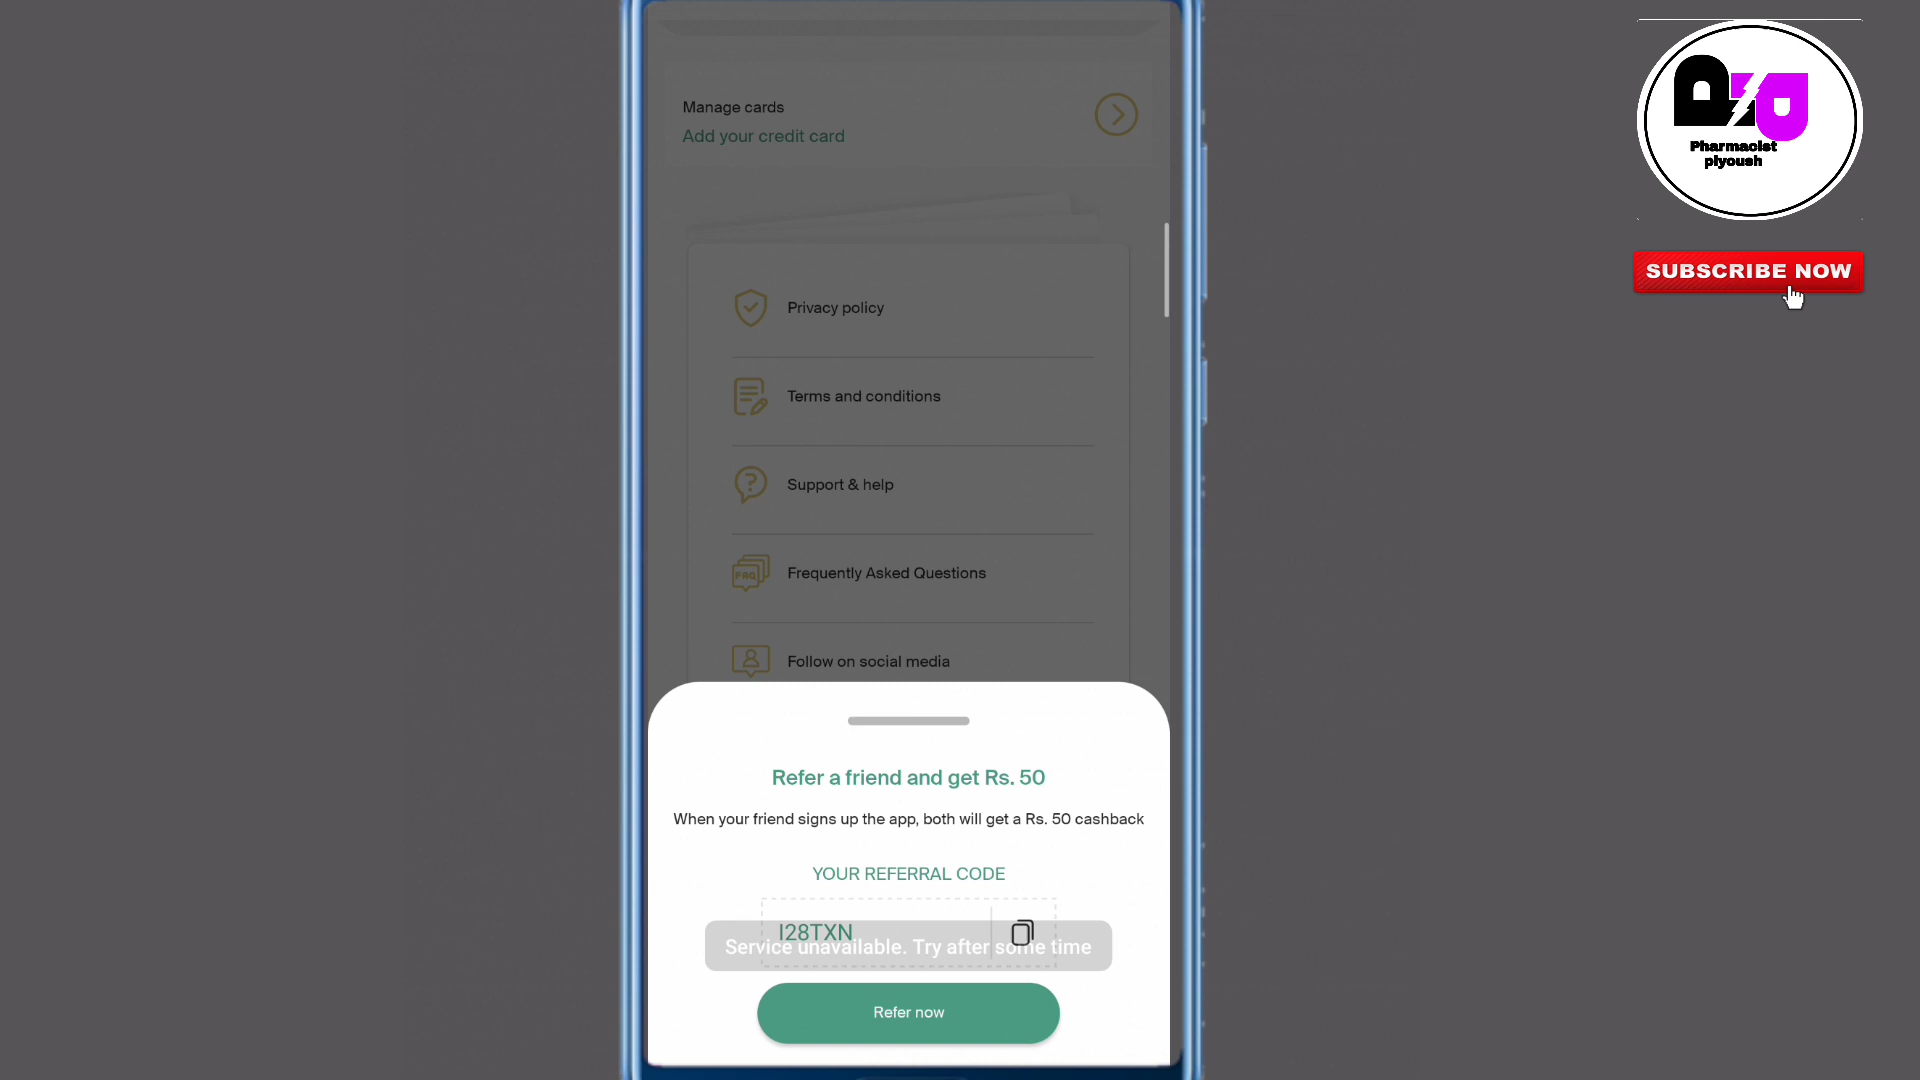 Manage cards
Add your credit card
Privacy policy
Terms and conditions
Support & help
FAQ
Frequently Asked Questions
Follow on social media
Refer a friend and get Rs. 50
When your friend signs up the app, both will get a Rs. 50 cashback
YOUR REFERRAL CODE
I28TXN
Service unavailable. Try after some time
Refer now
Pharmacist
piyoush
SUBSCRIBE NOW